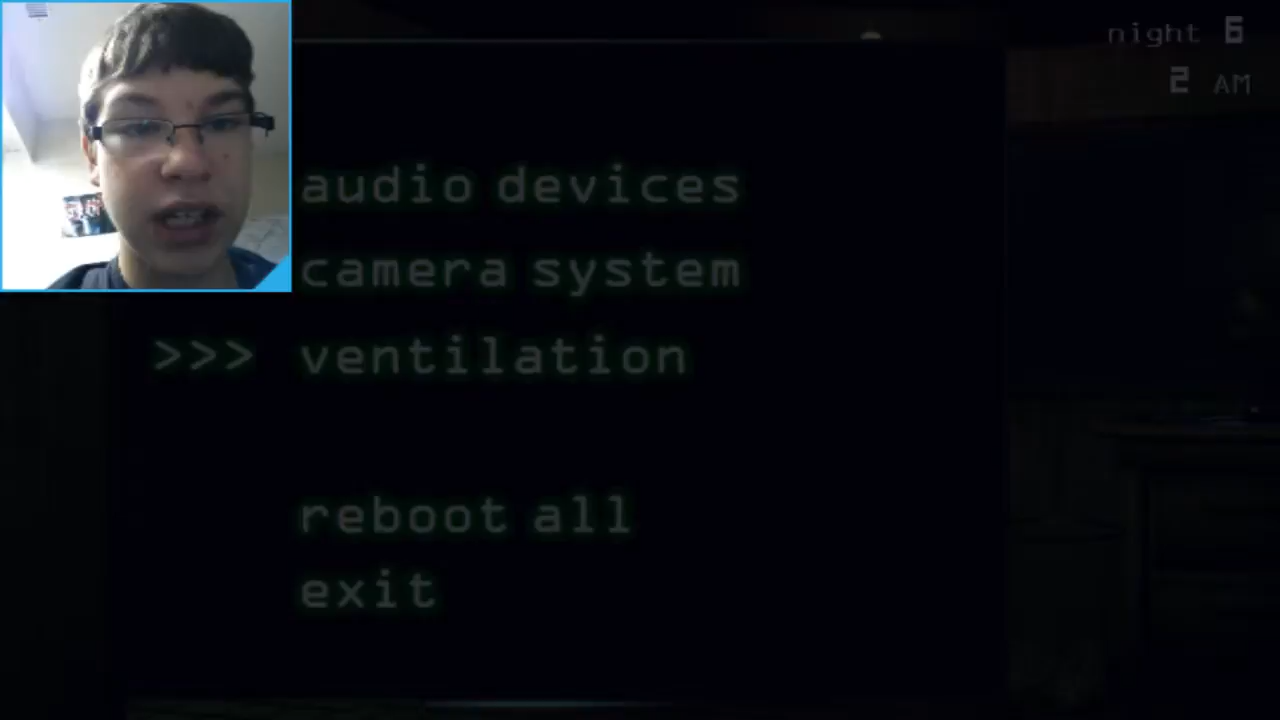 night 6
2 AM
audio devices
camera system
>>> ventilation
reboot all
exit